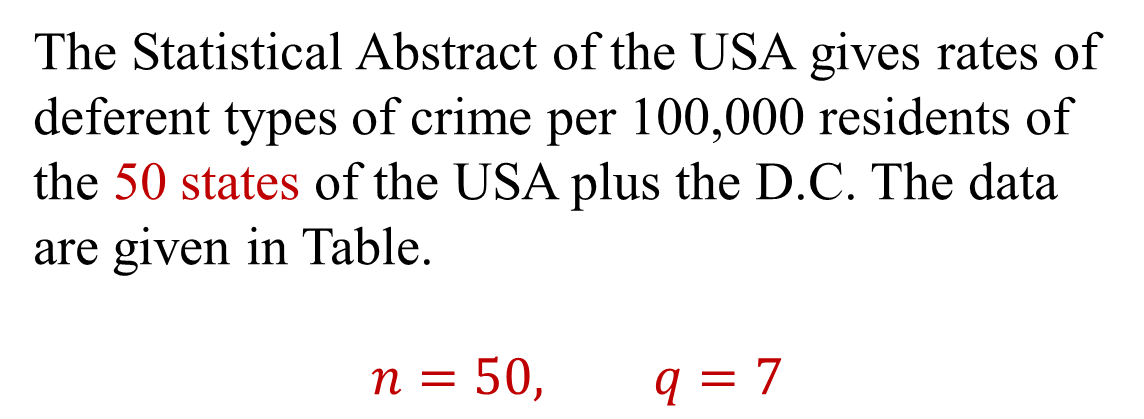 The Statistical Abstract of the USA gives rates of
deferent types of crime per 100,000 residents of
the 50 states of the USA plus the D.C. The data
are given in Table.
n = 50, q = 7